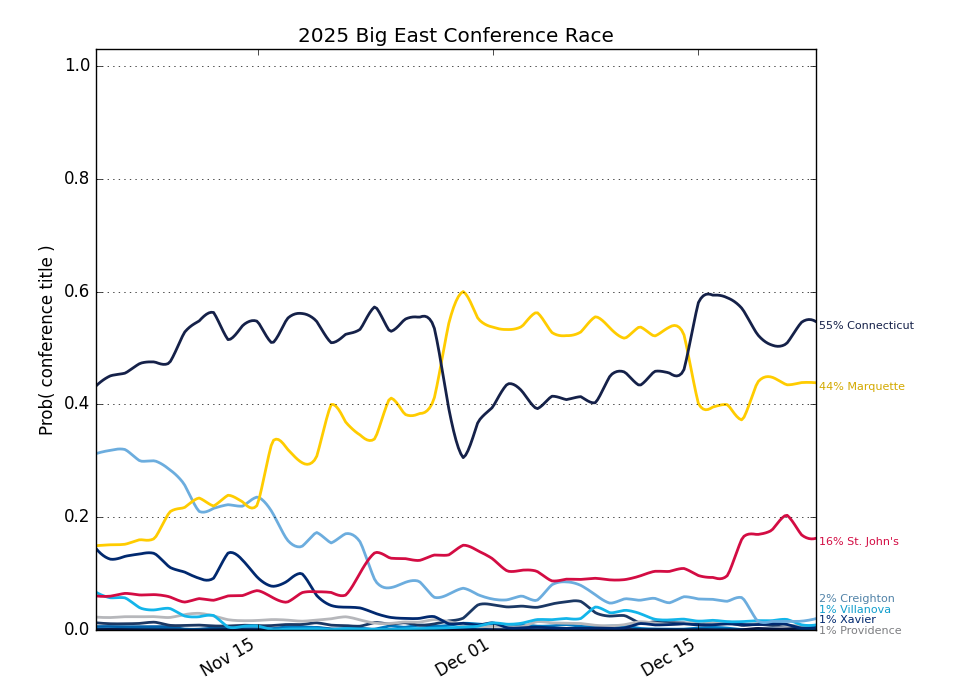 2025 Big East Conference Race
Prob( conference title )
1.0
0.8
0.6
0.4
0.2
0.0
Nov 15
Dec 01
Dec 15
55% Connecticut
44% Marquette
16% St. John's
2% Creighton
1% Villanova
1% Xavier
1% Providence